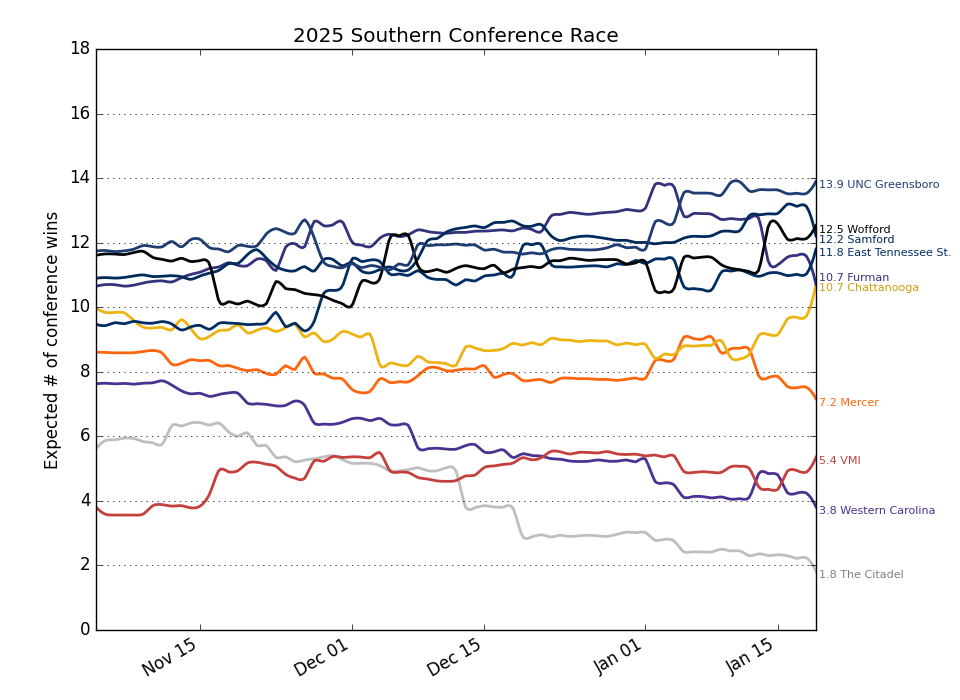 2025 Southern Conference Race
Expected # of conference wins
18
16
14
12
10
8
6
4
2
0
Nov 15
Dec 01
Dec 15
Jan 01
Jan 15
13.9 UNC Greensboro
12.5 Wofford
12.2 Samford
11.8 East Tennessee St.
10.7 Furman
10.7 Chattanooga
7.2 Mercer
5.4 VMI
3.8 Western Carolina
1.8 The Citadel